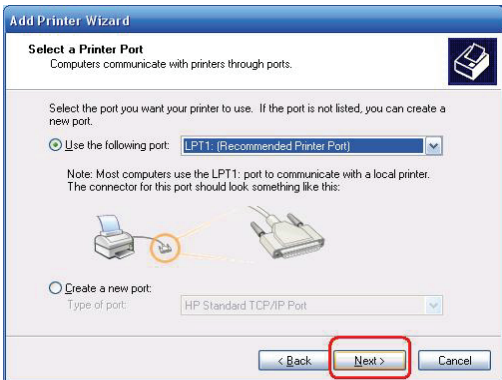 Add Printer Wizard
Select a Printer Port
Computers communicate with printers through ports.
Select the port you want your printer to use. If the port is not listed, you can create a
new port.
Use the following port: LPT1: (Recommended Printer Port)
Note: Most computers use the LPT1: port to communicate with a local printer.
The connector for this port should look something like this:
Create a new port:
Type of port: HP Standard TCP/IP Port
< Back Next > Cancel